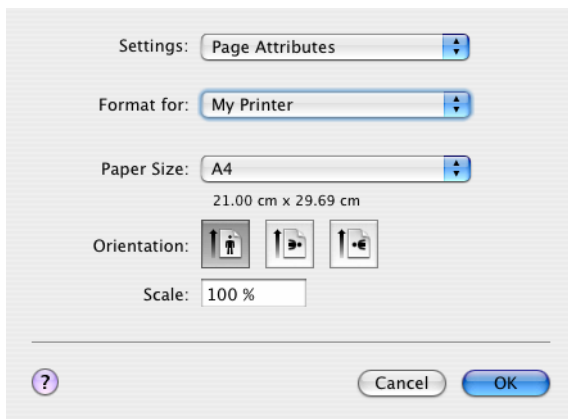 Settings: Page Attributes
Format for: My Printer
Paper Size: A4
21.00 cm x 29.69 cm
Orientation:
Scale: 100 %
? Cancel OK